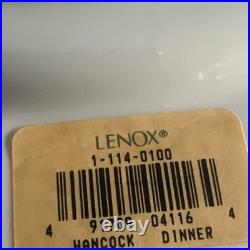 LENOX®
1-114-0100
4 04116 4
HANCOCK DINNER